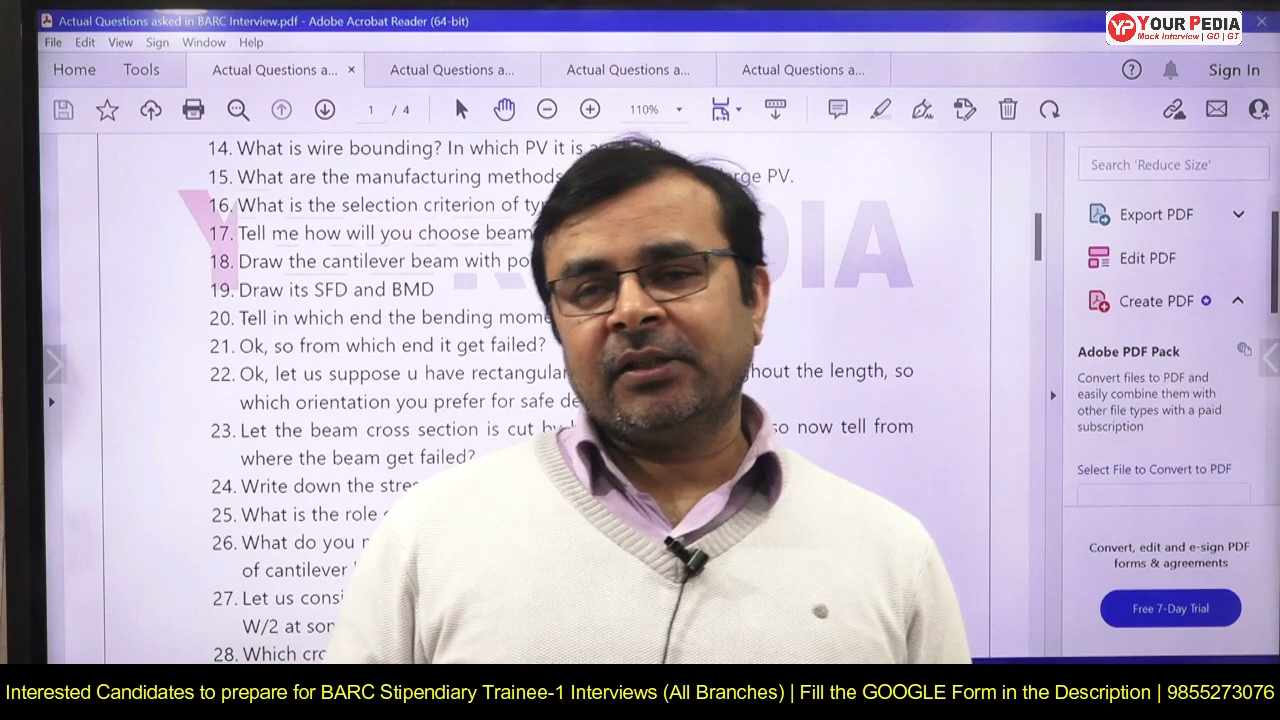 Actual Questions asked in BARC Interview.pdf - Adobe Acrobat Reader (64-bit)
YP YOUR PEDIA
Mock Interview | GD | GT
File Edit View Sign Window Help
Home Tools Actual Questions a... × Actual Questions a... Actual Questions a... Actual Questions a... Sign In
1 / 4 110%
14. What is wire bounding? In which PV it is
15. What are the manufacturing methods large PV.
16. What is the selection criterion of
17. Tell me how will you choose beam
18. Draw the cantilever beam with
19. Draw its SFD and BMD
20. Tell in which end the bending
21. Ok, so from which end it get failed?
22. Ok, let us suppose u have the length, so
which orientation you prefer for safe
23. Let the beam cross section is cut so now tell from
where the beam get failed?
24. Write down the
25. What is the role
26. What do you
of cantilever
27. Let us
W/2 at
28. Which
DIA
Search 'Reduce Size'
Export PDF
Edit PDF
Create PDF
Adobe PDF Pack
Convert files to PDF and
easily combine them with
other file types with a paid
subscription
Select File to Convert to PDF
Convert, edit and e-sign PDF
forms & agreements
Free 7-Day Trial
Interested Candidates to prepare for BARC Stipendiary Trainee-1 Interviews (All Branches) | Fill the GOOGLE Form in the Description | 9855273076